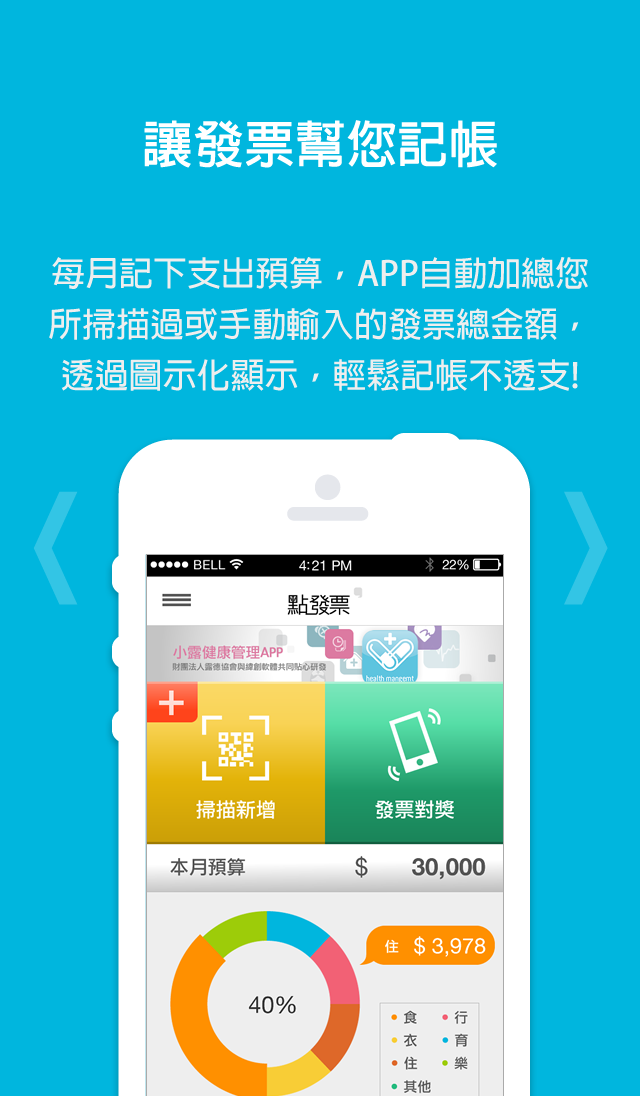 讓發票幫您記帳
每月記下支出預算，APP自動加總您
所掃描過或手動輸入的發票總金額，
透過圖示化顯示，輕鬆記帳不透支!
BELL 4:21 PM 22%
點發票
小露健康管理APP
財團法人露德協會與緯創軟體共同貼心研發
health manegmt
掃描新增 發票對獎
本月預算 $ 30,000
住 $ 3,978
40%
食 行
衣 育
住 樂
其他